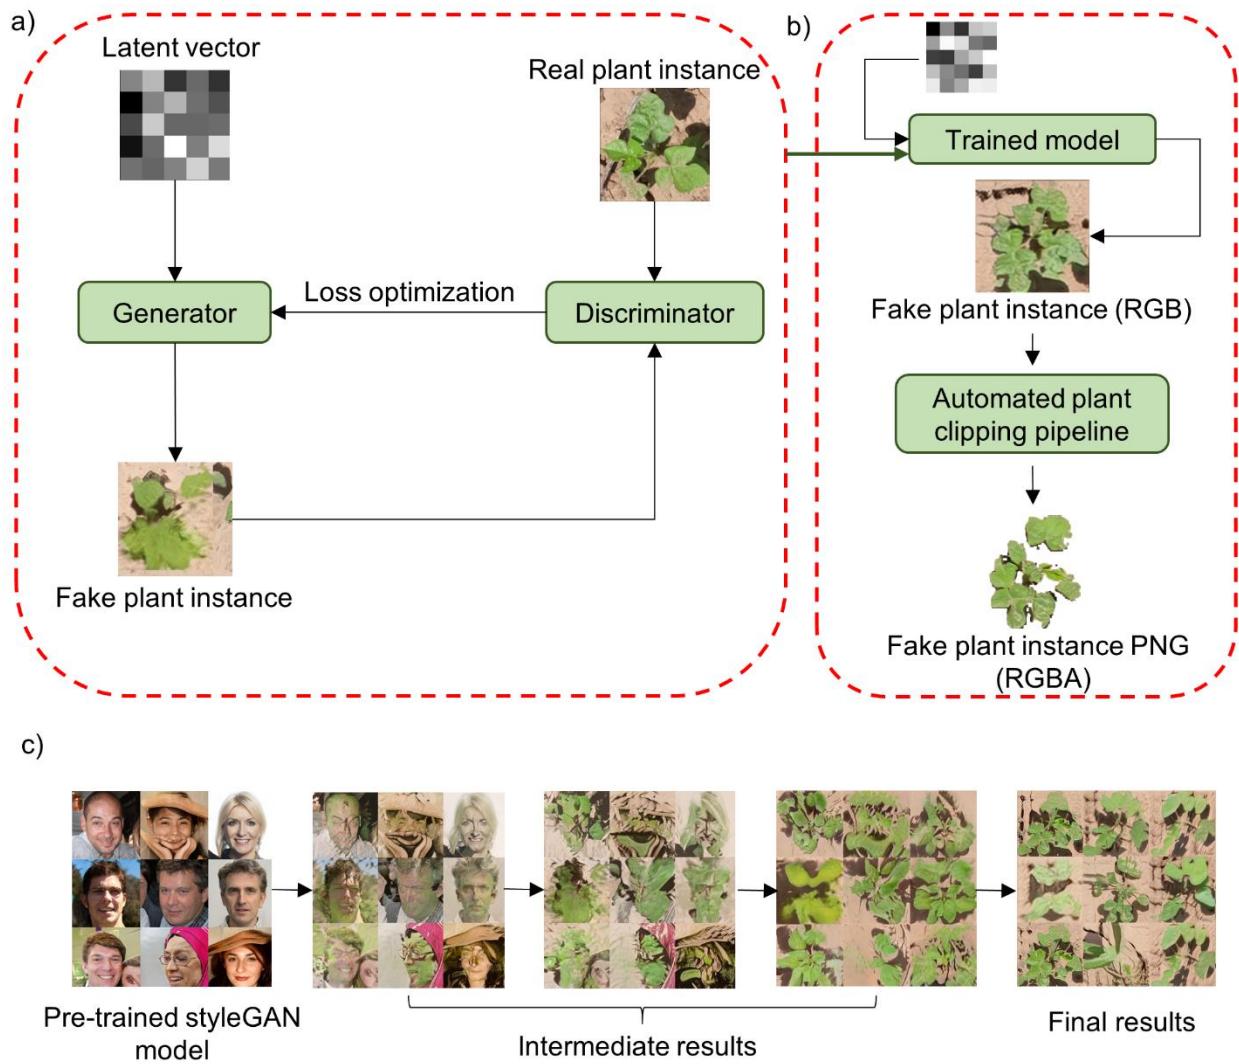 a)
Latent vector
Real plant instance
Generator
Loss optimization
Discriminator
Fake plant instance
b)
Trained model
Fake plant instance (RGB)
Automated plant
clipping pipeline
Fake plant instance PNG
(RGBA)
c)
Pre-trained styleGAN
model
Intermediate results
Final results